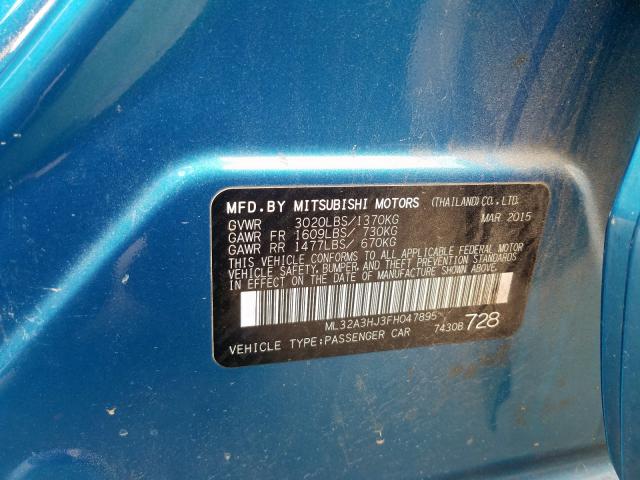 MFD.BY MITSUBISHI MOTORS (THAILAND) CO.,LTD.
GVWR 3020LBS/1370KG MAR 2015
GAWR FR 1609LBS/ 730KG
GAWR RR 1477LBS/ 670KG
THIS VEHICLE CONFORMS TO ALL APPLICABLE FEDERAL MOTOR
VEHICLE SAFETY, BUMPER, AND THEFT PREVENTION STANDARDS
IN EFFECT ON THE DATE OF MANUFACTURE SHOWN ABOVE.
ML32A3HJ3FH047895
VEHICLE TYPE:PASSENGER CAR 7430B 728